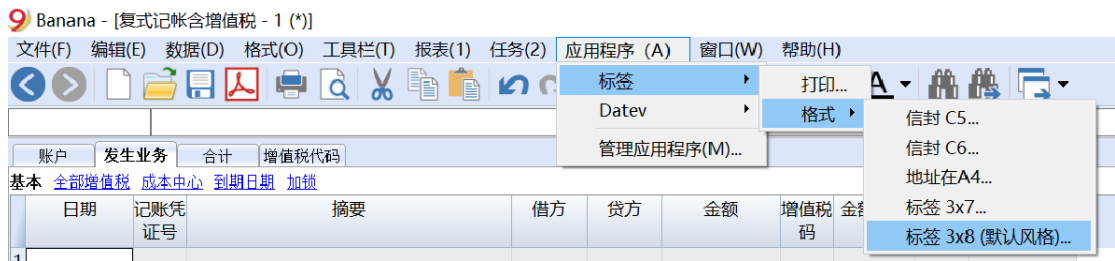 Banana - [复式记帐含增值税 - 1 (*)]
文件(F) 编辑(E) 数据(D) 格式(O) 工具栏(T) 报表(1) 任务(2) 应用程序 (A) 窗口(W) 帮助(H)
标签 打印...
Datev 格式 信封 C5...
管理应用程序(M)... 信封 C6...
地址在A4...
标签 3x7...
标签 3x8 (默认风格)...
账户 发生业务 合计 增值税代码
基本 全部增值税 成本中心 到期日期 加锁
日期 记账凭证号 摘要 借方 贷方 金额 增值税码
1